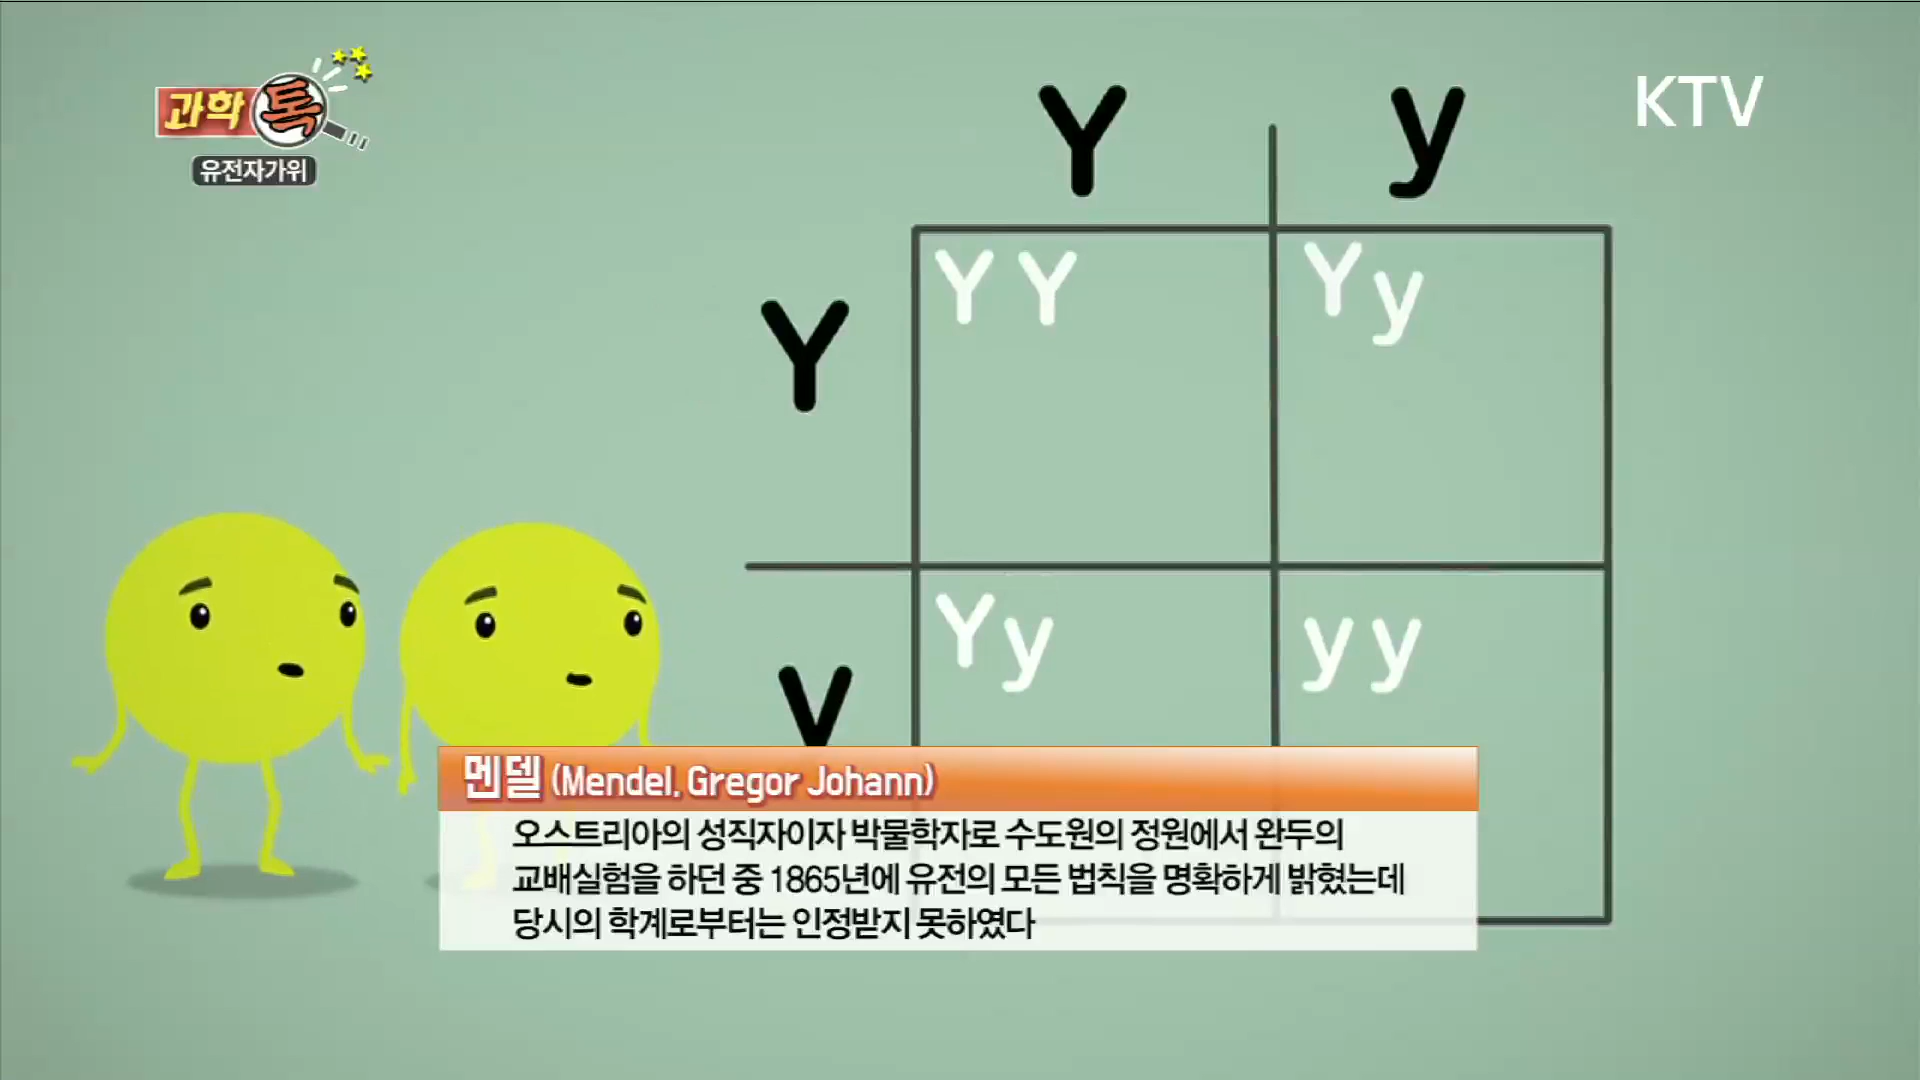 과학 톡
유전자가위
KTV
Y y
Y
YY Yy
Yy yy
멘델 (Mendel, Gregor Johann)
오스트리아의 성직자이자 박물학자로 수도원의 정원에서 완두의
교배실험을 하던 중 1865년에 유전의 모든 법칙을 명확하게 밝혔는데
당시의 학계로부터는 인정받지 못하였다